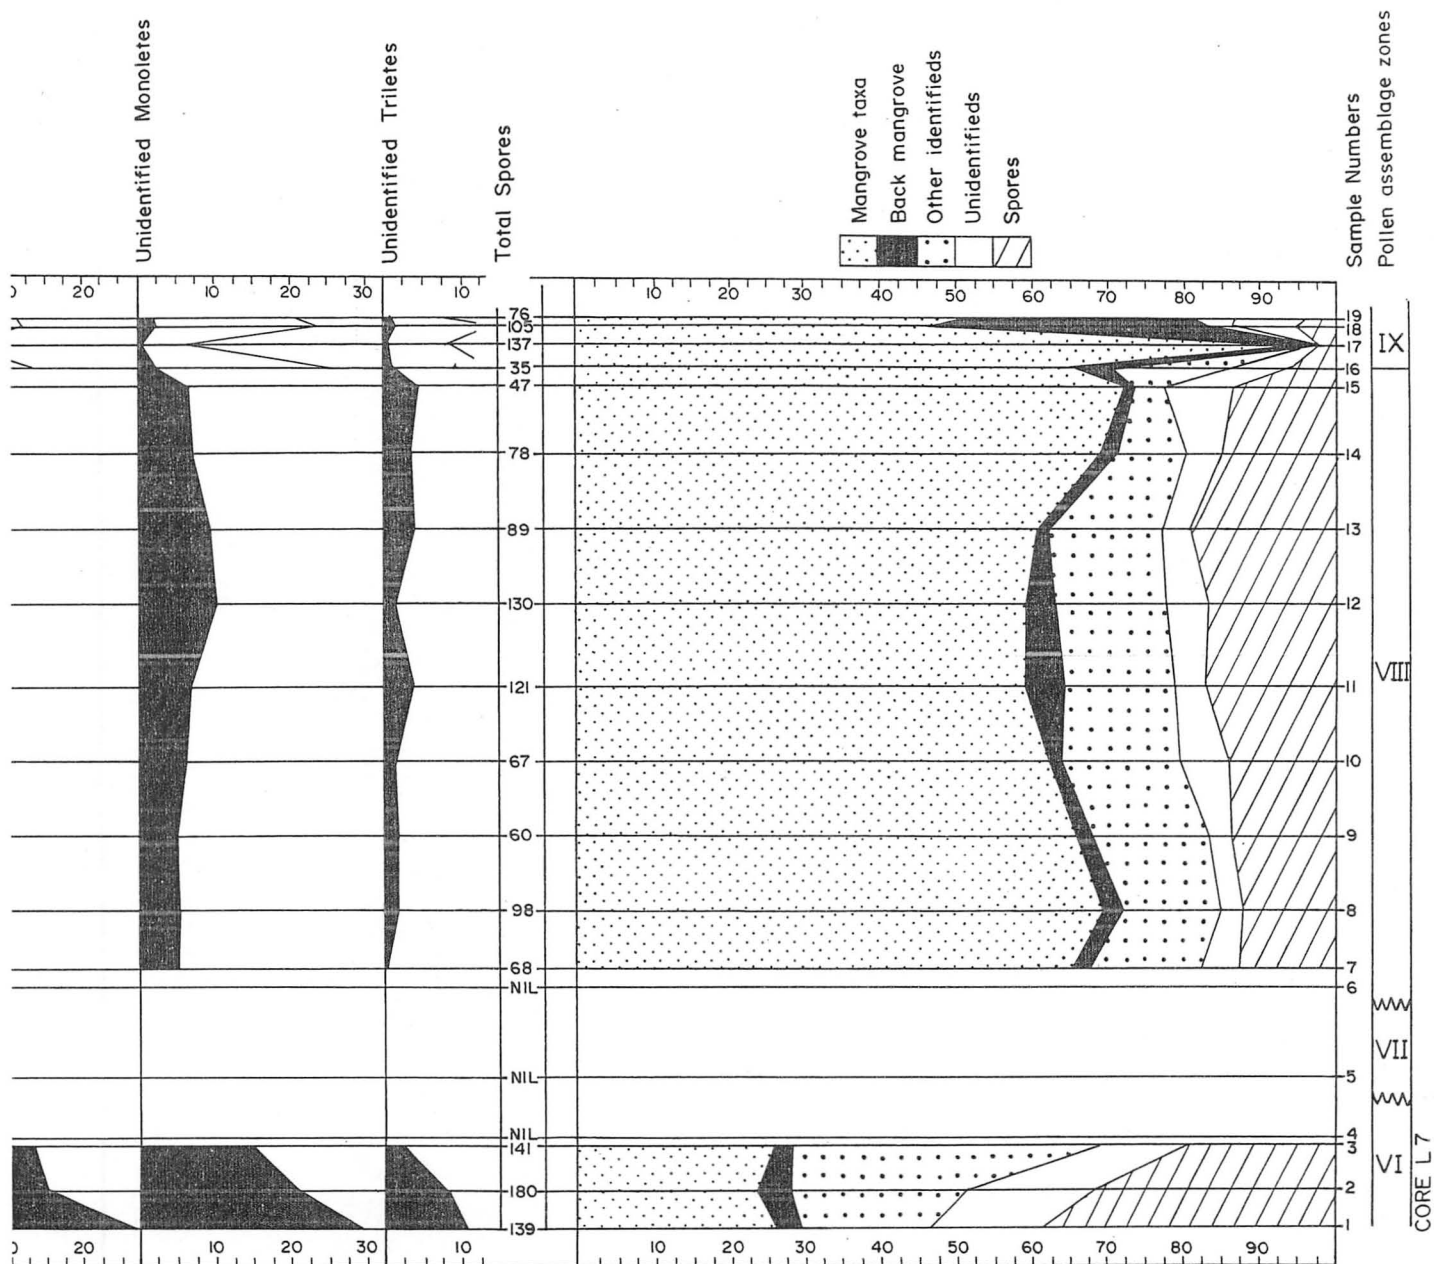 Unidentified Monoletes
Unidentified Triletes
Total Spores
Mangrove taxa
Back mangrove
Other identifieds
Unidentifieds
Spores
Sample Numbers
Pollen assemblage zones
20 10 20 30 10 10 20 30 40 50 60 70 80 90
76 19
105 18
137 17 IX
35 16
47 15
78 14
89 13
130 12
VIII
121 11
67 10
60 9
98 8
68 7
NIL 6
VII
NIL 5
NIL 4
141 3
VI
180 2
139 1
CORE L 7
20 10 20 30 10 10 20 30 40 50 60 70 80 90